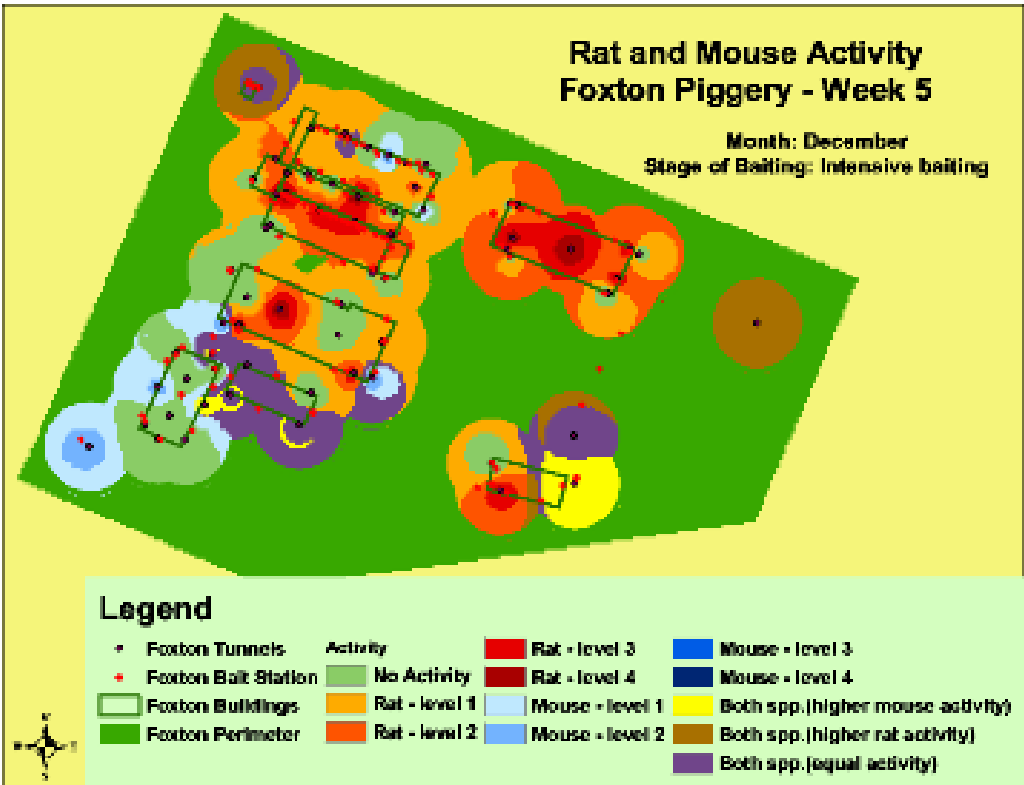 Rat and Mouse Activity
Foxton Piggery - Week 5
Month: December
Stage of Baiting: Intensive baiting
Legend
Foxton Tunnels
Foxton Bait Station
Foxton Buildings
Foxton Perimeter
Activity
No Activity
Rat - level 1
Rat - level 2
Rat - level 3
Rat - level 4
Mouse - level 1
Mouse - level 2
Mouse - level 3
Mouse - level 4
Both spp.(higher mouse activity)
Both spp.(higher rat activity)
Both spp.(equal activity)